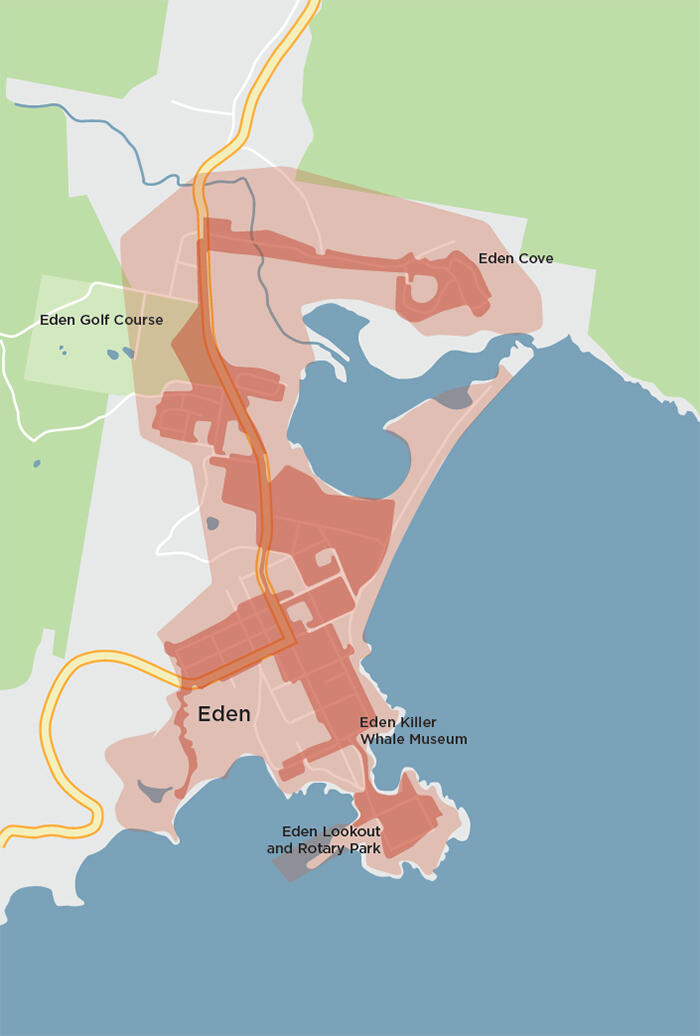 Eden Cove
Eden Golf Course
Eden
Eden Killer
Whale Museum
Eden Lookout
and Rotary Park